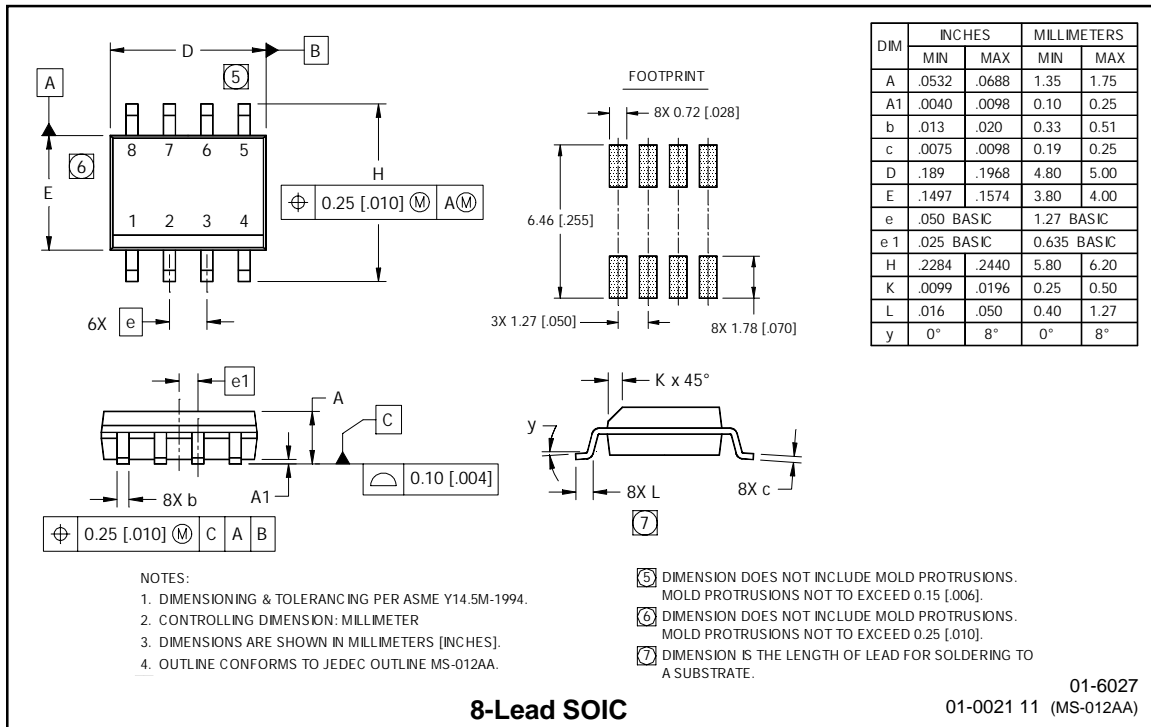 D
B
5
A
8 7 6 5
6
E
H
⌖ 0.25 [.010] Ⓜ A Ⓜ
1 2 3 4
6X e
FOOTPRINT
8X 0.72 [.028]
6.46 [.255]
3X 1.27 [.050]
8X 1.78 [.070]
DIM INCHES MILLIMETERS
MIN MAX MIN MAX
A .0532 .0688 1.35 1.75
A1 .0040 .0098 0.10 0.25
b .013 .020 0.33 0.51
c .0075 .0098 0.19 0.25
D .189 .1968 4.80 5.00
E .1497 .1574 3.80 4.00
e .050 BASIC 1.27 BASIC
e 1 .025 BASIC 0.635 BASIC
H .2284 .2440 5.80 6.20
K .0099 .0196 0.25 0.50
L .016 .050 0.40 1.27
y 0° 8° 0° 8°
e1
A
C
⌓ 0.10 [.004]
8X b
A1
⌖ 0.25 [.010] Ⓜ C A B
K x 45°
y
8X L
8X c
7
NOTES:
1. DIMENSIONING & TOLERANCING PER ASME Y14.5M-1994.
2. CONTROLLING DIMENSION: MILLIMETER
3. DIMENSIONS ARE SHOWN IN MILLIMETERS [INCHES].
4. OUTLINE CONFORMS TO JEDEC OUTLINE MS-012AA.
5 DIMENSION DOES NOT INCLUDE MOLD PROTRUSIONS.
MOLD PROTRUSIONS NOT TO EXCEED 0.15 [.006].
6 DIMENSION DOES NOT INCLUDE MOLD PROTRUSIONS.
MOLD PROTRUSIONS NOT TO EXCEED 0.25 [.010].
7 DIMENSION IS THE LENGTH OF LEAD FOR SOLDERING TO
A SUBSTRATE.
8-Lead SOIC
01-6027
01-0021 11 (MS-012AA)